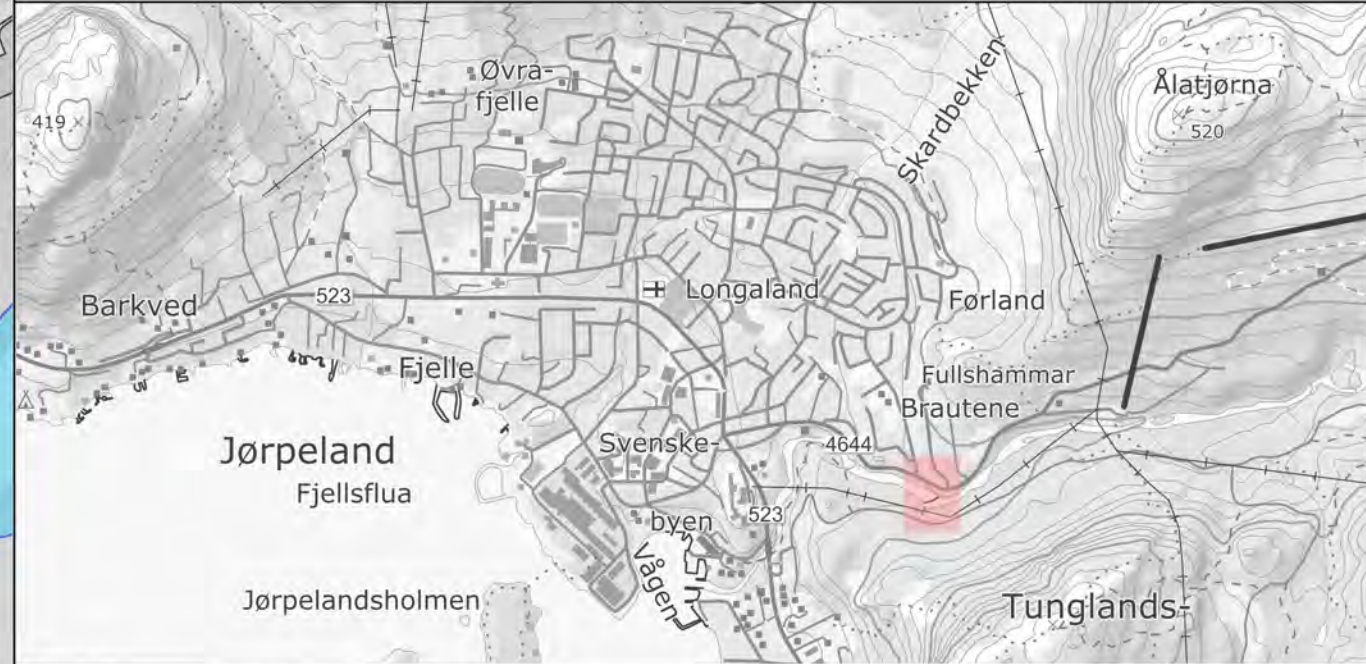 Øvra-
fjelle
Skardbekken
Ålatjørna
419
520
Barkved
523
Longaland
Førland
Fjelle
Fullshammar
Brautene
Jørpeland
Svenske-
4644
Fjellsflua
byen
523
Vågen
Jørpelandsholmen
Tunglands-